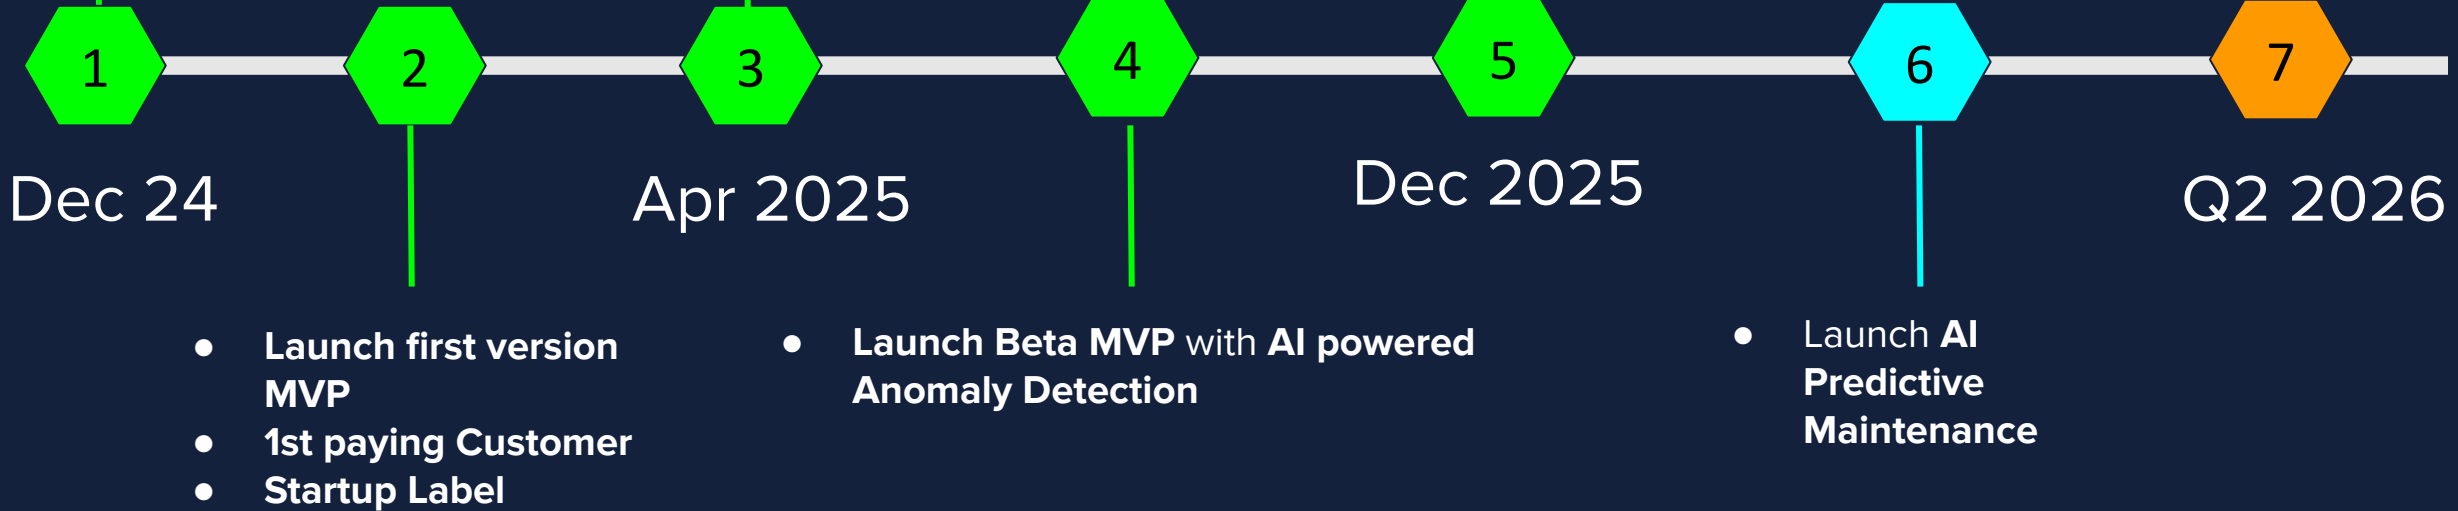 1 2 3 4 5 6 7
Dec 24 Apr 2025 Dec 2025 Q2 2026
● Launch first version
MVP
● 1st paying Customer
● Startup Label
● Launch Beta MVP with AI powered
Anomaly Detection
● Launch AI
Predictive
Maintenance